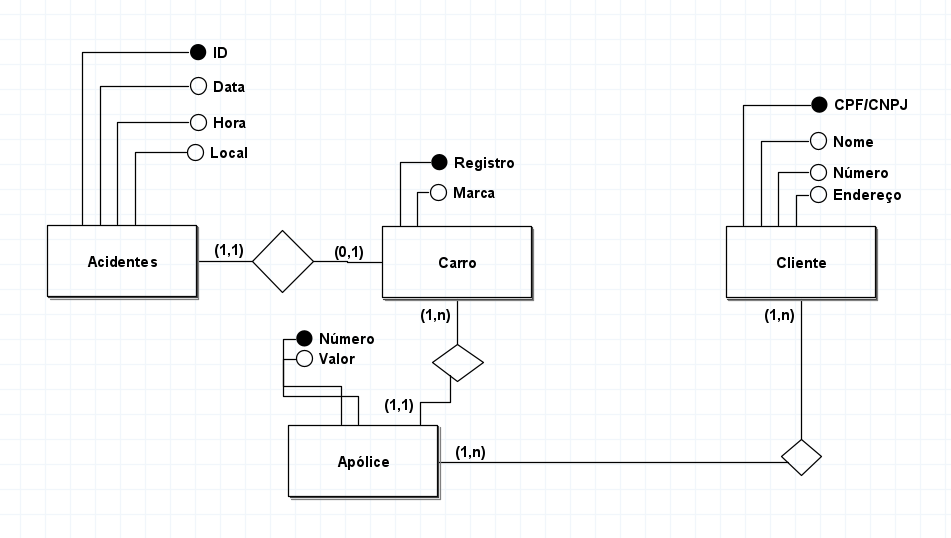 ID
Data
Hora
Local
Acidentes
(1,1)
(0,1)
Registro
Marca
Carro
(1,n)
CPF/CNPJ
Nome
Número
Endereço
Cliente
(1,n)
Número
Valor
(1,1)
Apólice
(1,n)